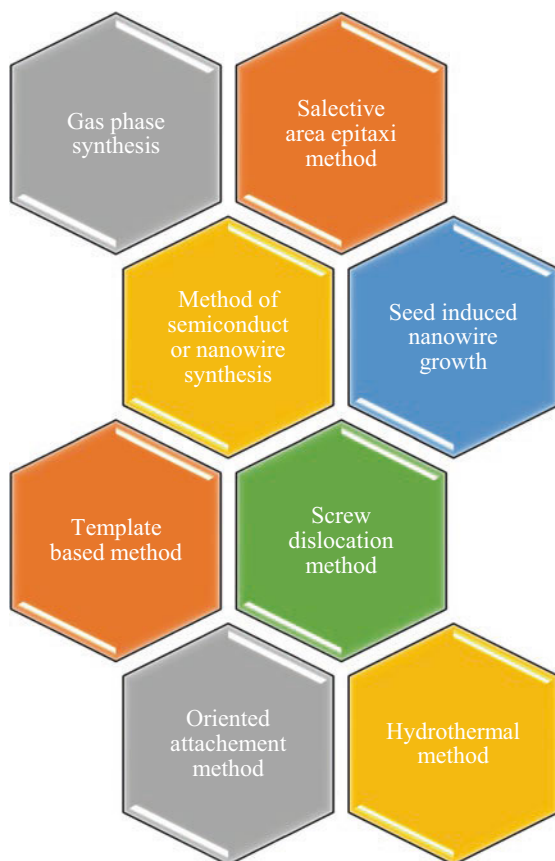 Gas phase
synthesis
Salective
area epitaxi
method
Method of
semiconduct
or nanowire
synthesis
Seed induced
nanowire
growth
Template
based method
Screw
dislocation
method
Oriented
attachement
method
Hydrothermal
method